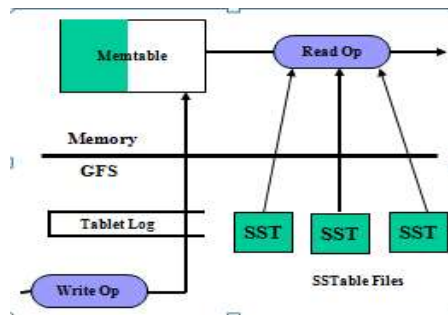 Memtable
Read Op
Memory
GFS
Tablet Log
SST
SST
SST
Write Op
SSTable Files